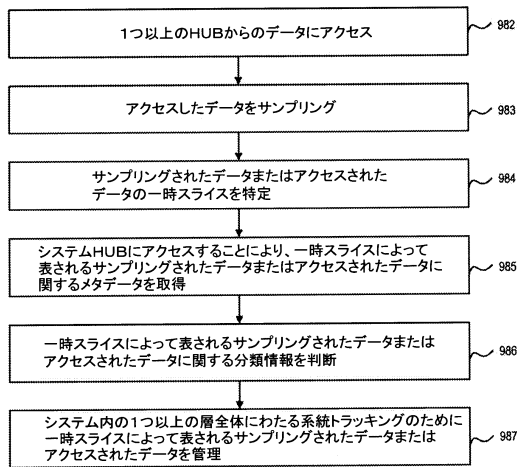 1つ以上のHUBからのデータにアクセス
982
アクセスしたデータをサンプリング
983
サンプリングされたデータまたはアクセスされた
データの一時スライスを特定
984
システムHUBにアクセスすることにより、一時スライスによって
表されるサンプリングされたデータまたはアクセスされたデータに
関するメタデータを取得
985
一時スライスによって表されるサンプリングされたデータまたは
アクセスされたデータに関する分類情報を判断
986
システム内の1つ以上の層全体にわたる系統トラッキングのために
一時スライスによって表されるサンプリングされたデータまたは
アクセスされたデータを管理
987